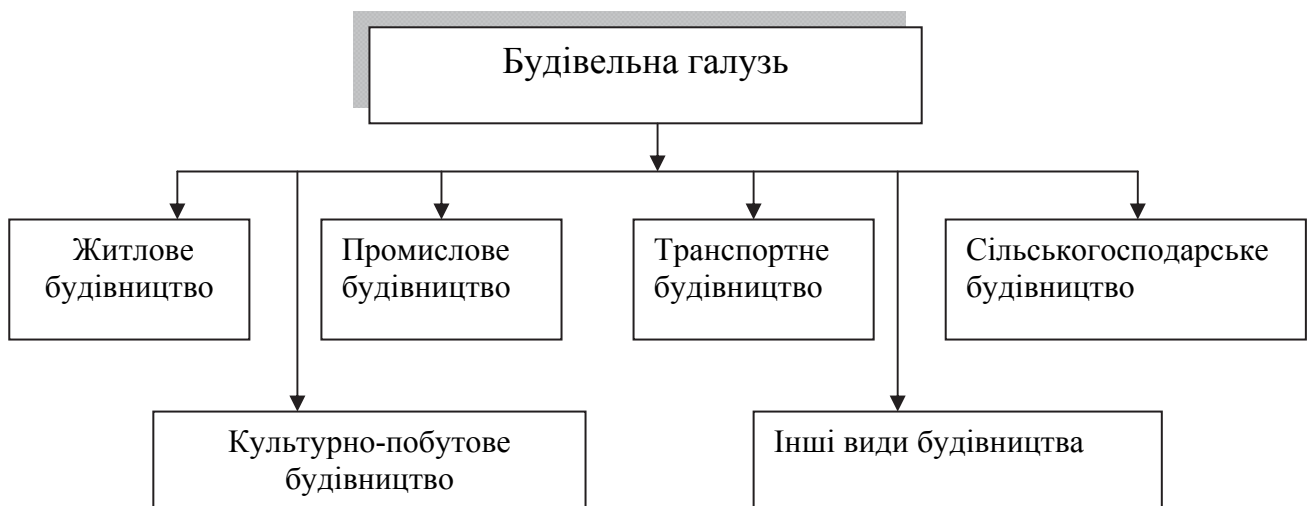 Будівельна галузь
Житлове
будівництво
Промислове
будівництво
Транспортне
будівництво
Сільськогосподарське
будівництво
Культурно-побутове
будівництво
Інші види будівництва